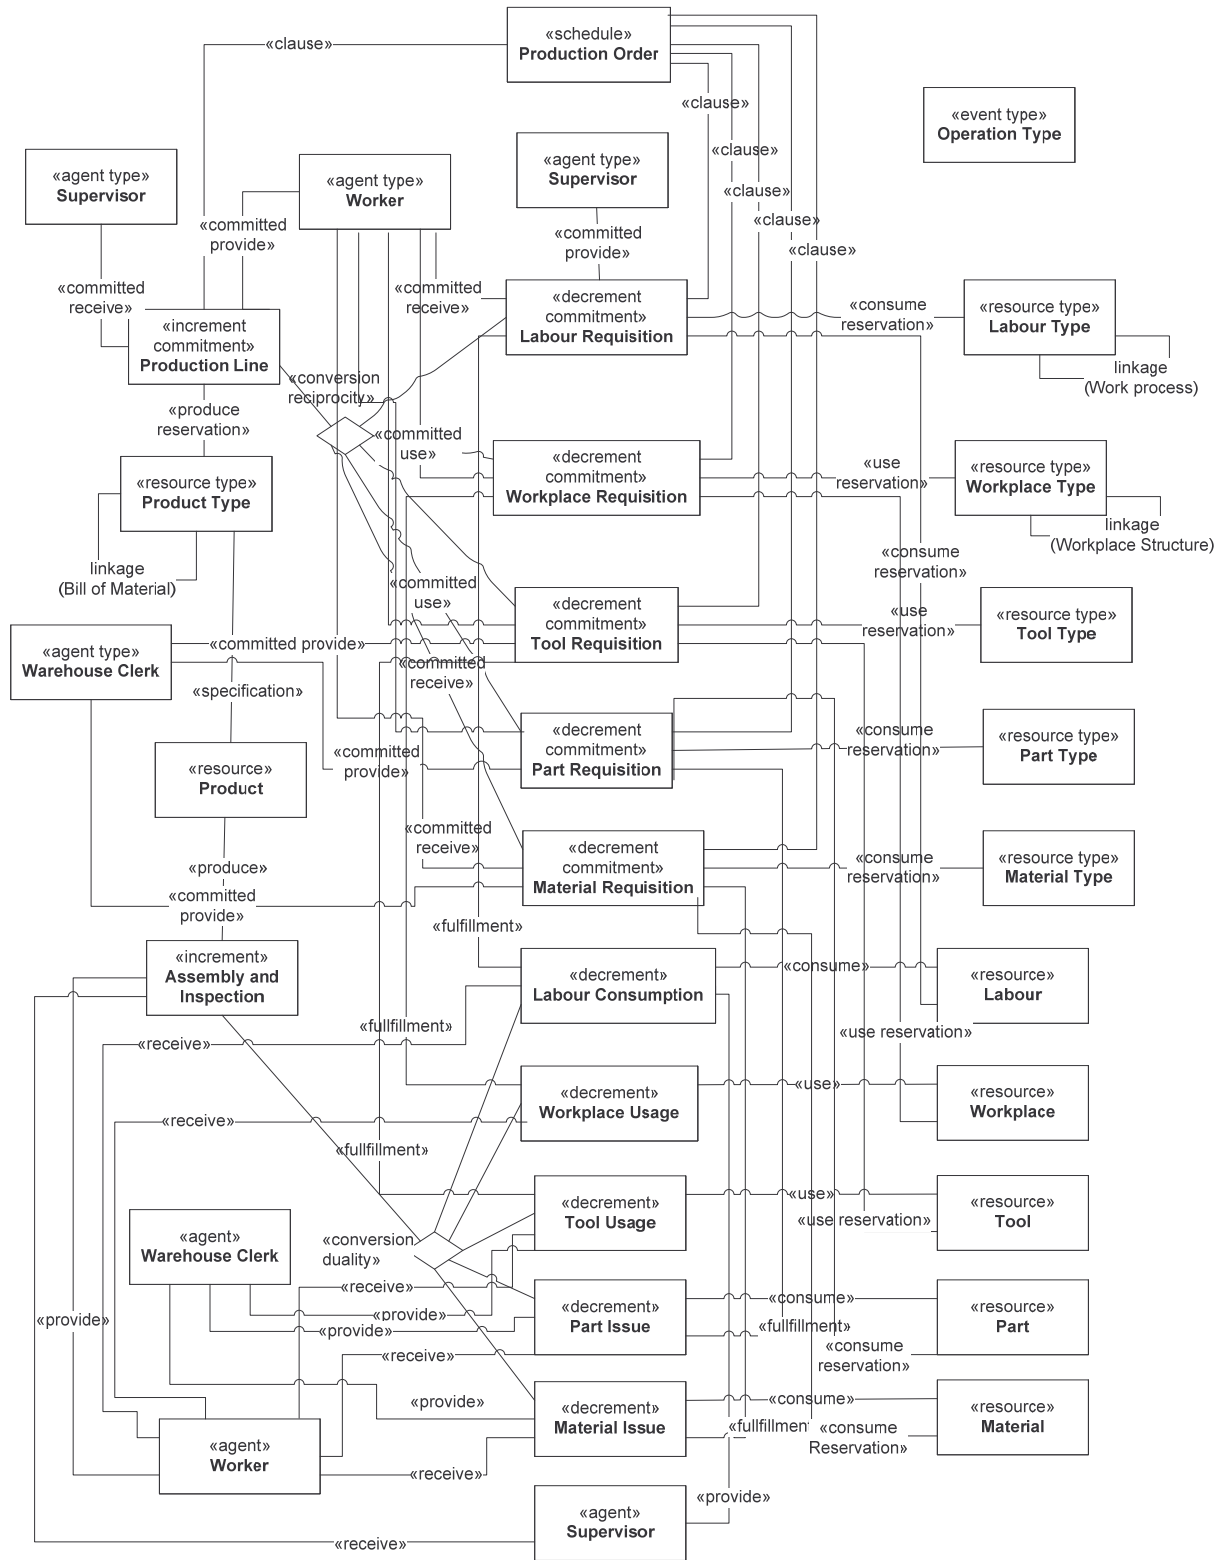 «schedule»
Production Order
«clause»
«clause»
«clause»
«clause»
«clause»
«clause»
«event type»
Operation Type
«agent type»
Supervisor
«agent type»
Worker
«agent type»
Supervisor
«committed
provide»
«committed
provide»
«committed
receive»
«committed
receive»
«increment
commitment»
Production Line
«decrement
commitment»
Labour Requisition
«consume
reservation»
«resource type»
Labour Type
linkage
(Work process)
«conversion
reciprocity»
«produce
reservation»
«committed
use»
«resource type»
Product Type
«decrement
commitment»
Workplace Requisition
«use
reservation»
«resource type»
Workplace Type
linkage
(Workplace Structure)
linkage
(Bill of Material)
«consume
reservation»
«committed
use»
«decrement
commitment»
Tool Requisition
«use
reservation»
«resource type»
Tool Type
«agent type»
Warehouse Clerk
«committed provide»
«committed
receive»
«specification»
«resource»
Product
«committed
provide»
«decrement
commitment»
Part Requisition
«consume
reservation»
«resource type»
Part Type
«committed
receive»
«decrement
commitment»
Material Requisition
«consume
reservation»
«resource type»
Material Type
«produce»
«committed
provide»
«fulfillment»
«increment»
Assembly and
Inspection
«decrement»
Labour Consumption
«consume»
«resource»
Labour
«fullfillment»
«use reservation»
«receive»
«decrement»
Workplace Usage
«use»
«resource»
Workplace
«receive»
«fullfillment»
«decrement»
Tool Usage
«use»
«use reservation»
«resource»
Tool
«agent»
Warehouse Clerk
«conversion
duality»
«receive»
«provide»
«provide»
«provide»
«decrement»
Part Issue
«consume»
«fullfillment»
«resource»
Part
«receive»
«consume
reservation»
«provide»
«decrement»
Material Issue
«consume»
«fullfillment
«consume
Reservation»
«resource»
Material
«agent»
Worker
«receive»
«provide»
«agent»
Supervisor
«receive»